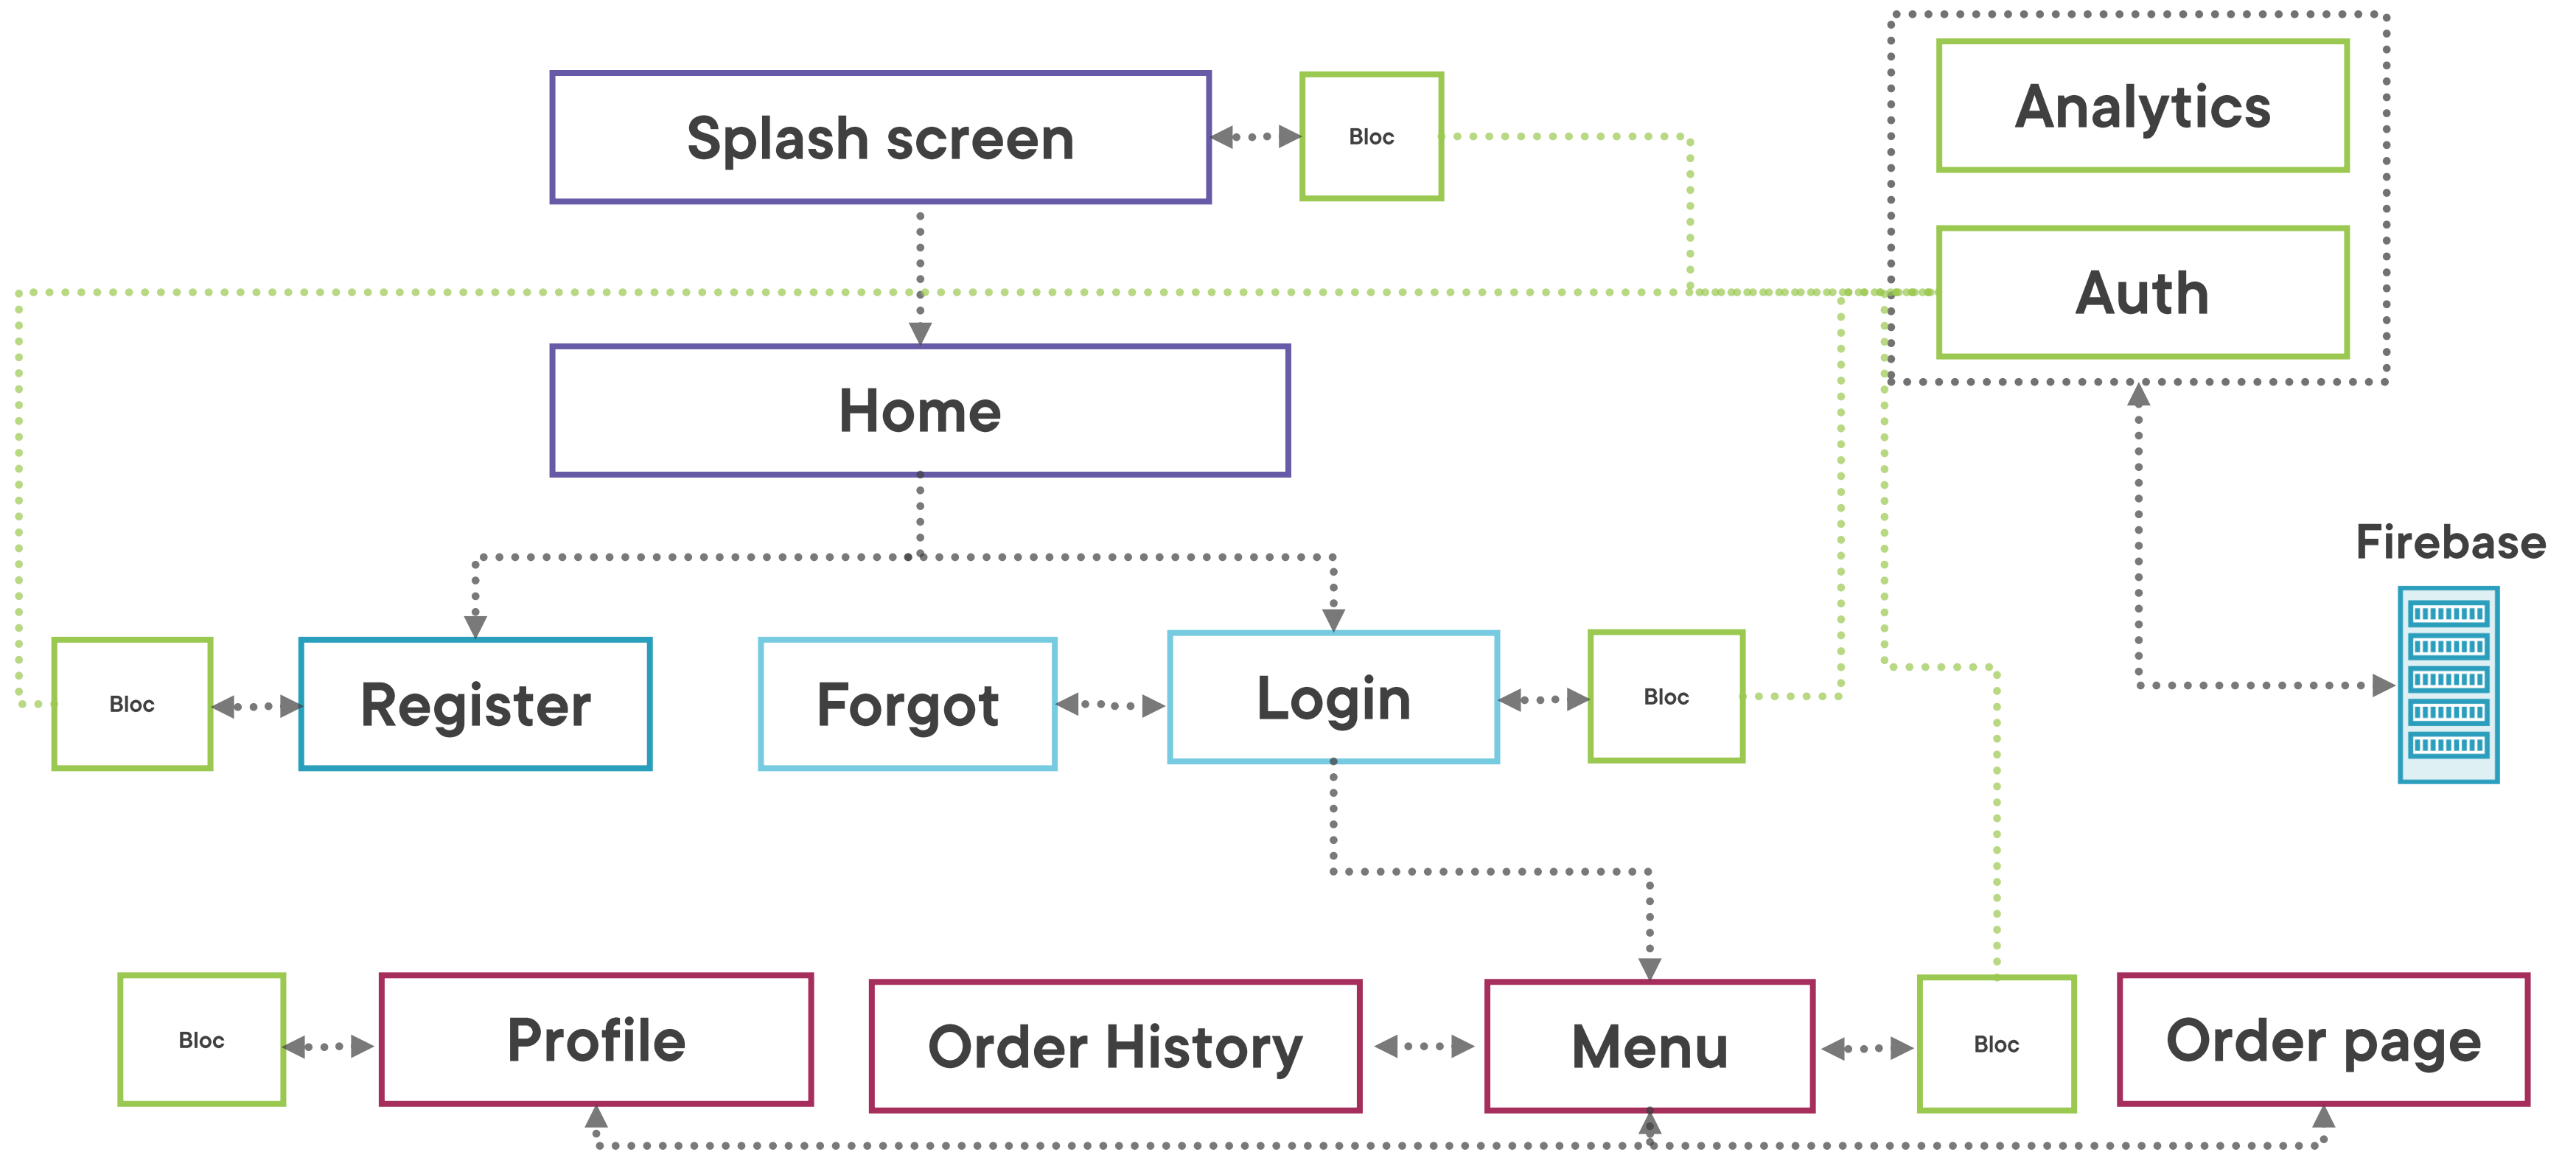 Splash screen
Bloc
Analytics
Auth
Home
Firebase
Bloc
Register
Forgot
Login
Bloc
Bloc
Profile
Order History
Menu
Bloc
Order page